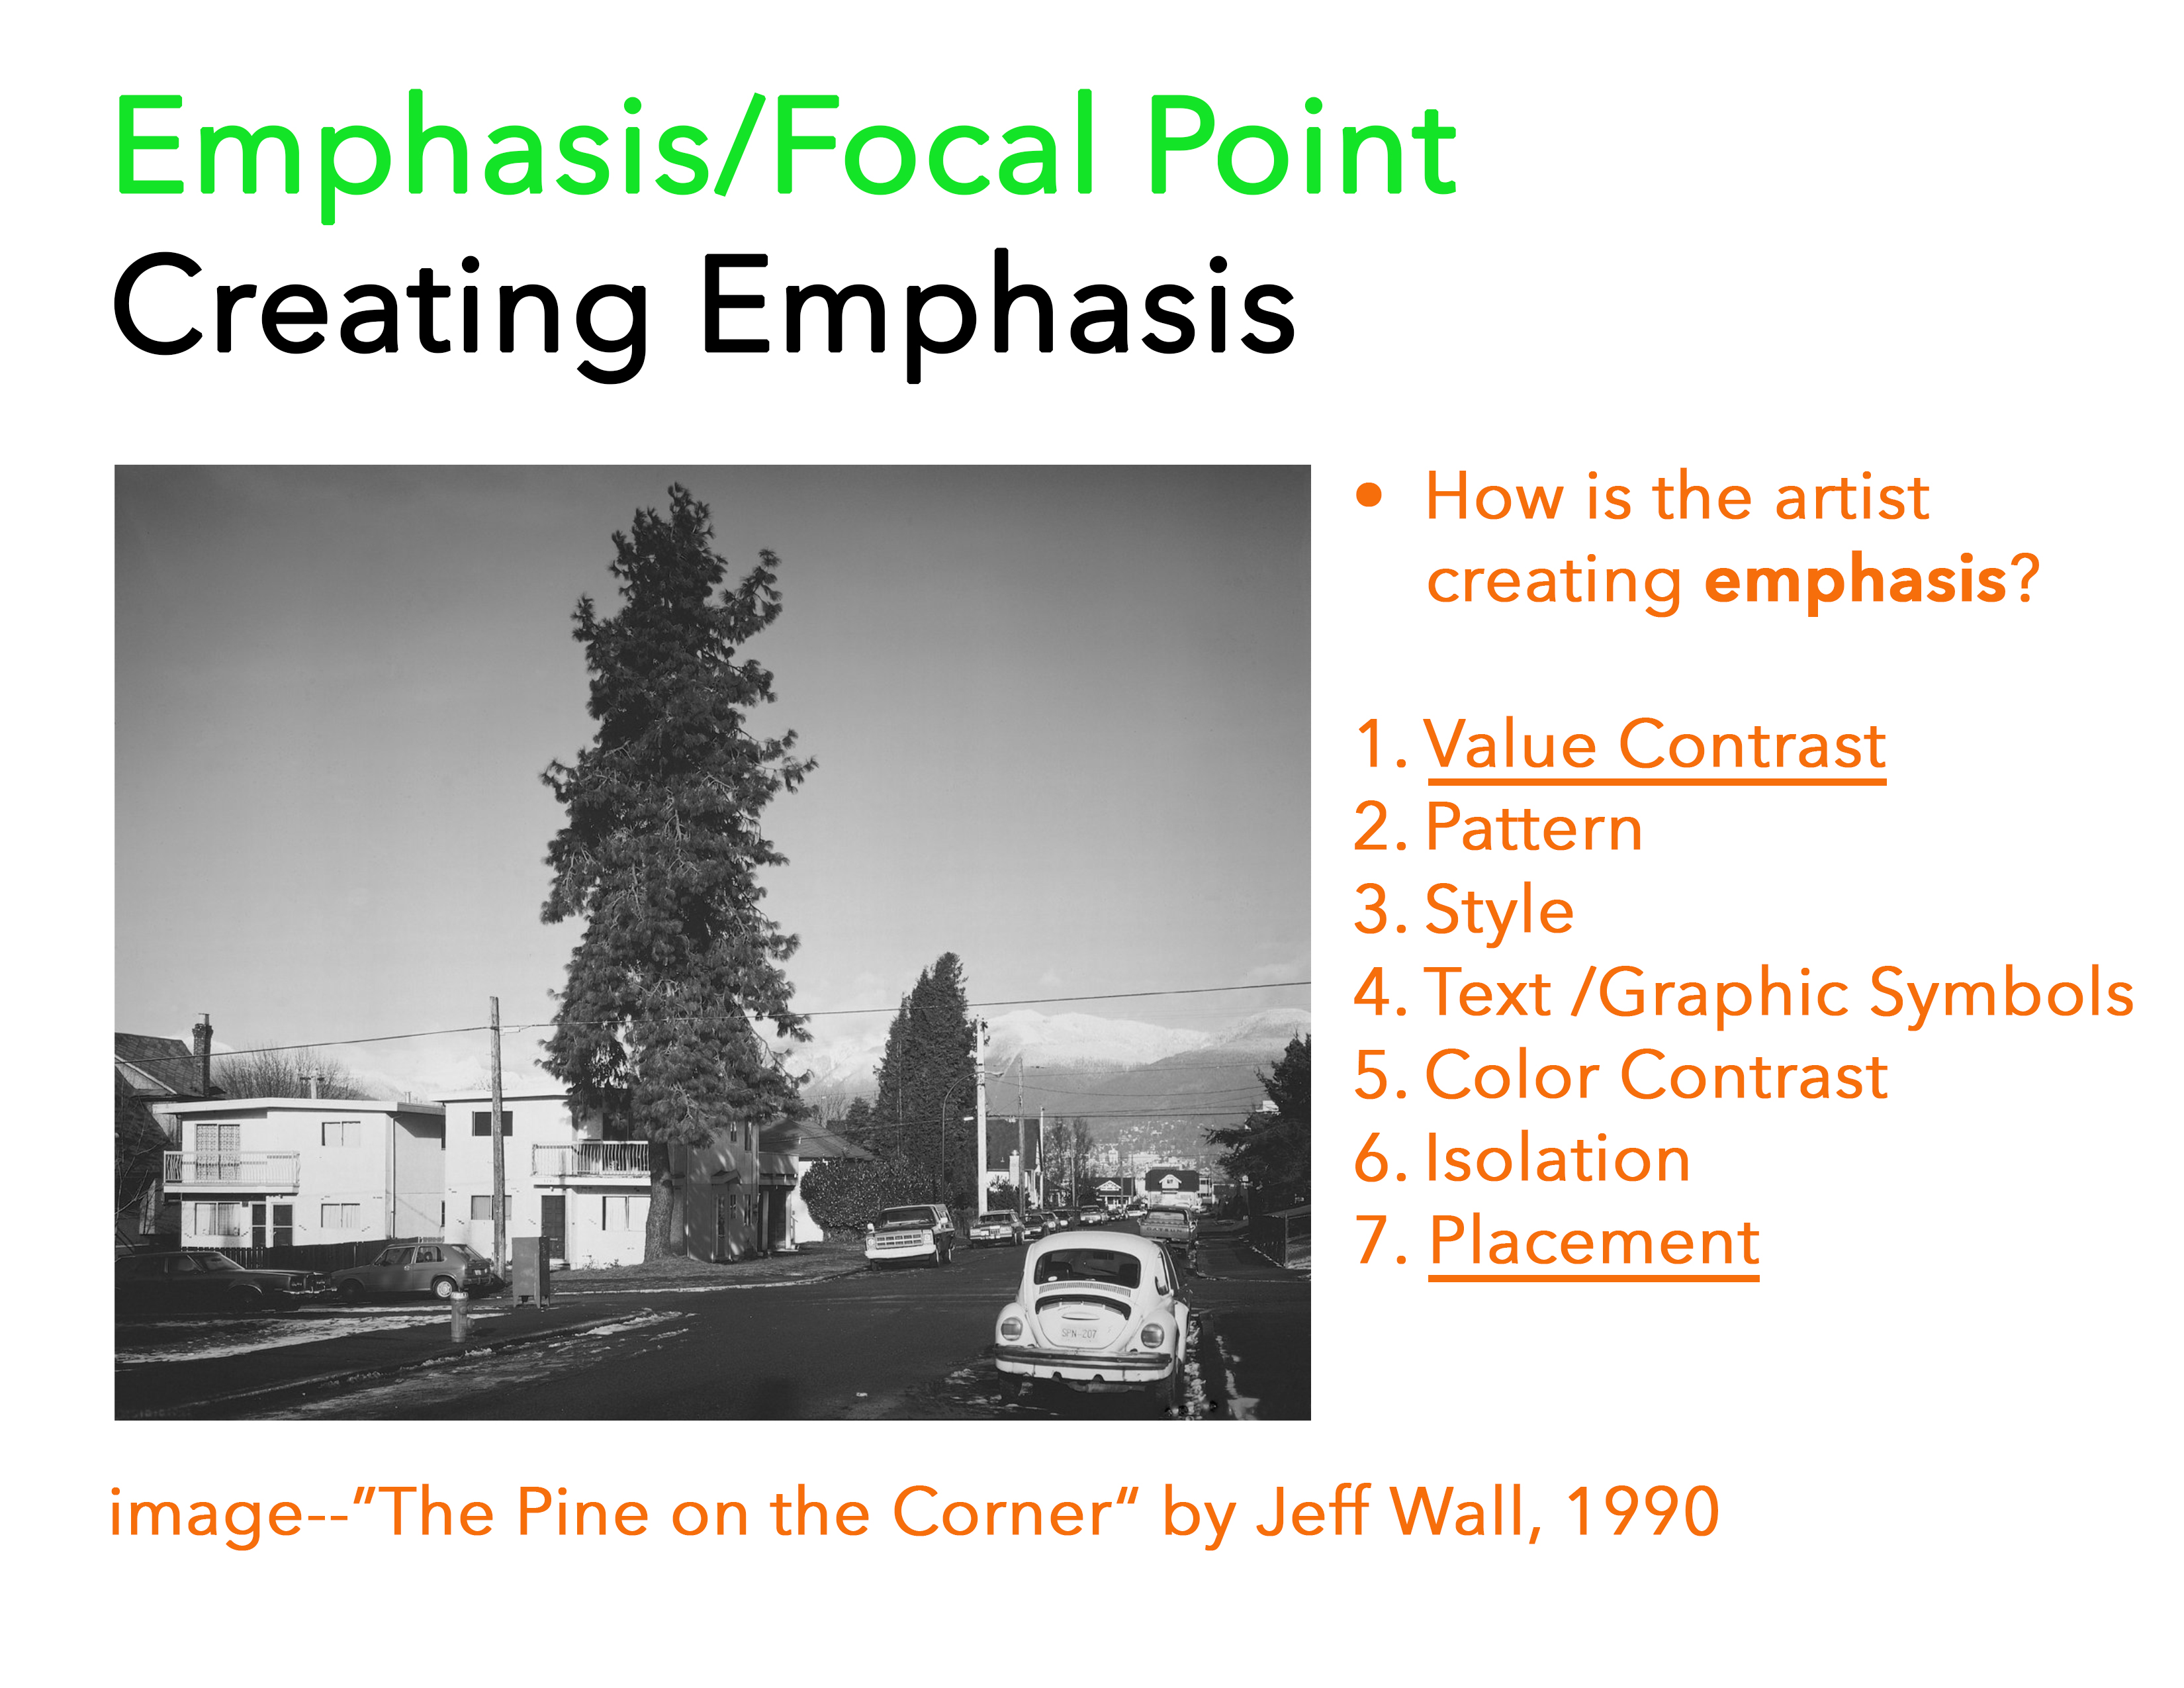 Emphasis/Focal Point
Creating Emphasis
• How is the artist
creating emphasis?
1. Value Contrast
2. Pattern
3. Style
4. Text /Graphic Symbols
5. Color Contrast
6. Isolation
7. Placement
SPN-207
image--"The Pine on the Corner" by Jeff Wall, 1990